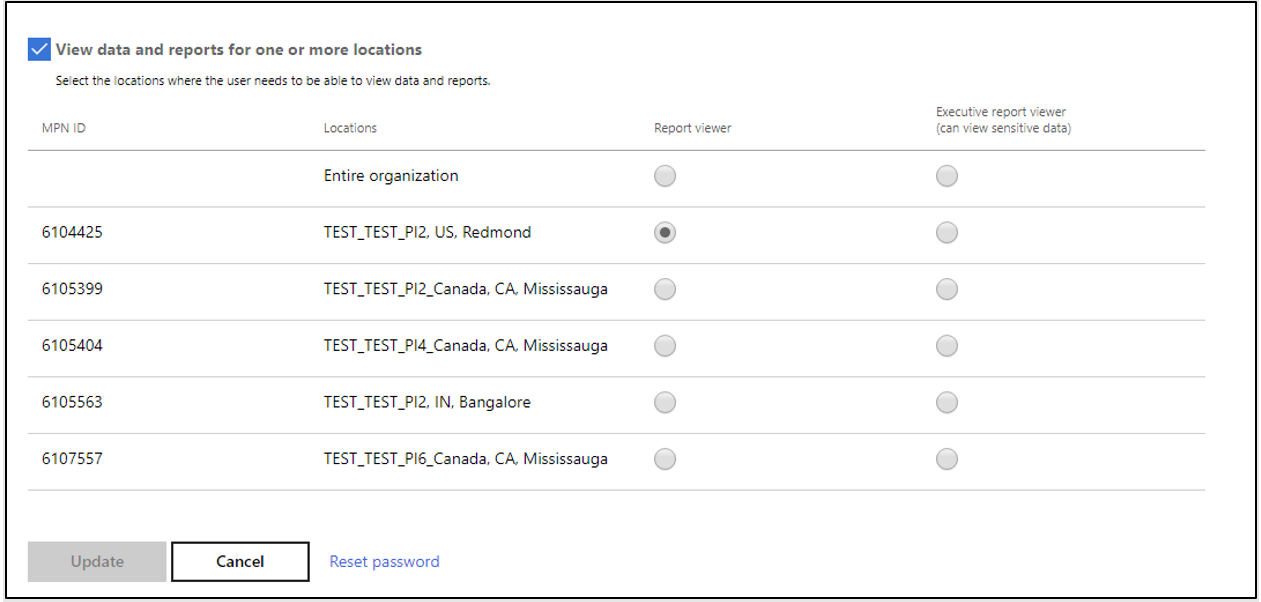 View data and reports for one or more locations
Select the locations where the user needs to be able to view data and reports.
Executive report viewer
MPN ID Locations Report viewer (can view sensitive data)
Entire organization
6104425 TEST_TEST_PI2, US, Redmond
6105399 TEST_TEST_PI2_Canada, CA, Mississauga
6105404 TEST_TEST_PI4_Canada, CA, Mississauga
6105563 TEST_TEST_PI2, IN, Bangalore
6107557 TEST_TEST_PI6_Canada, CA, Mississauga
Update Cancel Reset password